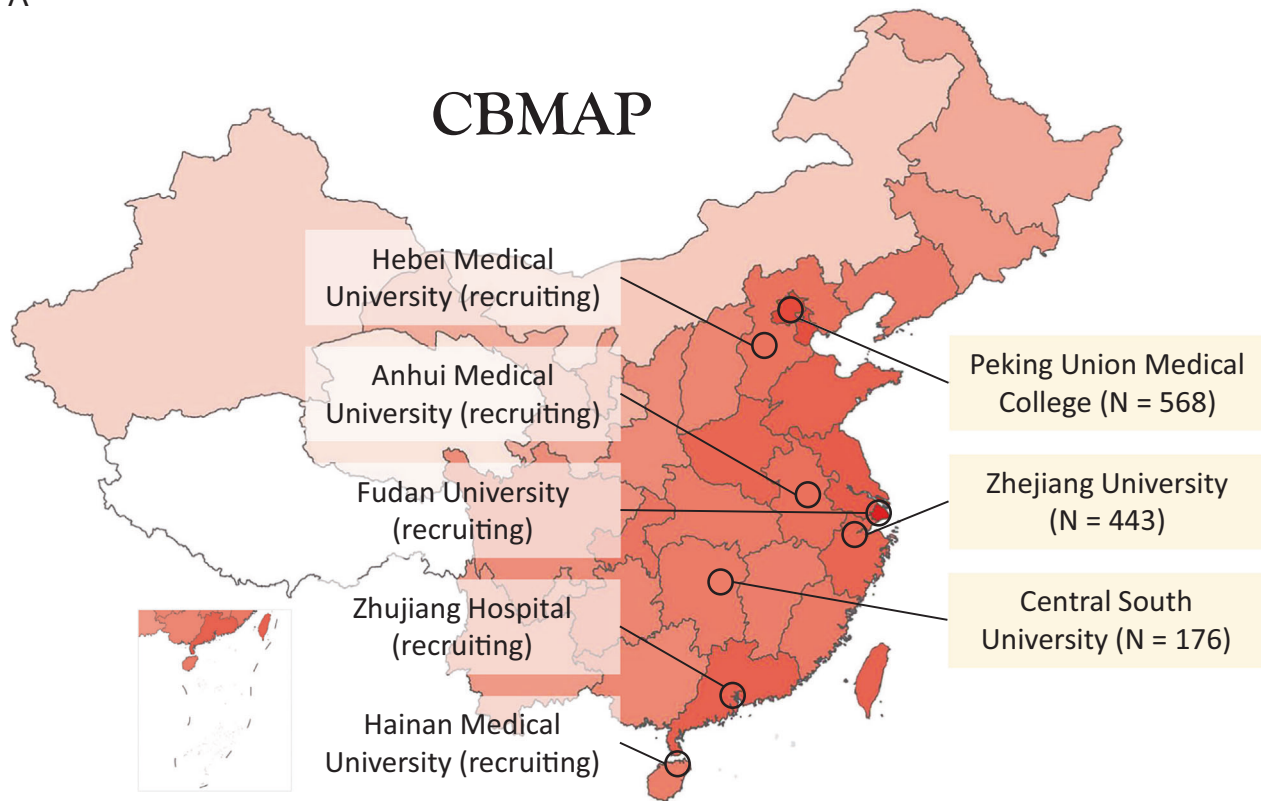 A
CBMAP
Hebei Medical
University (recruiting)
Anhui Medical
University (recruiting)
Fudan University
(recruiting)
Zhujiang Hospital
(recruiting)
Hainan Medical
University (recruiting)
Peking Union Medical
College (N = 568)
Zhejiang University
(N = 443)
Central South
University (N = 176)